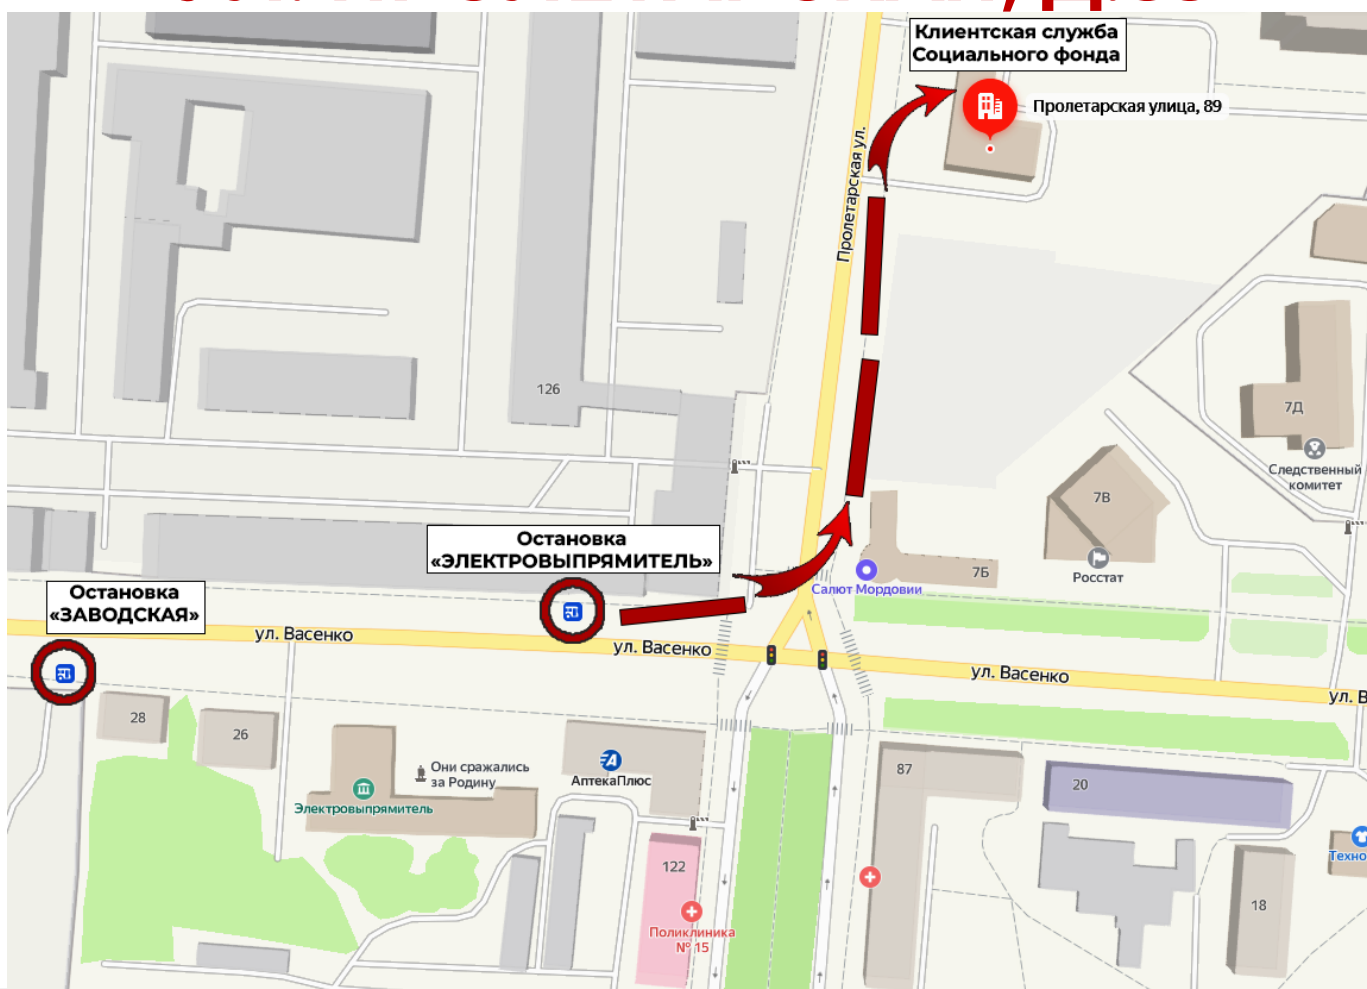 Клиентская служба
Социального фонда
Пролетарская улица, 89
Пролетарская ул.
126
7Д
Следственный
комитет
7В
Росстат
7Б
Салют Мордовии
Остановка
«ЭЛЕКТРОВЫПРЯМИТЕЛЬ»
Остановка
«ЗАВОДСКАЯ»
ул. Васенко
ул. Васенко
ул. Васенко
ул. В
28
26
Они сражались
за Родину
Электровыпрямитель
АптекаПлюс
87
20
Техно
122
18
Поликлиника
№ 15